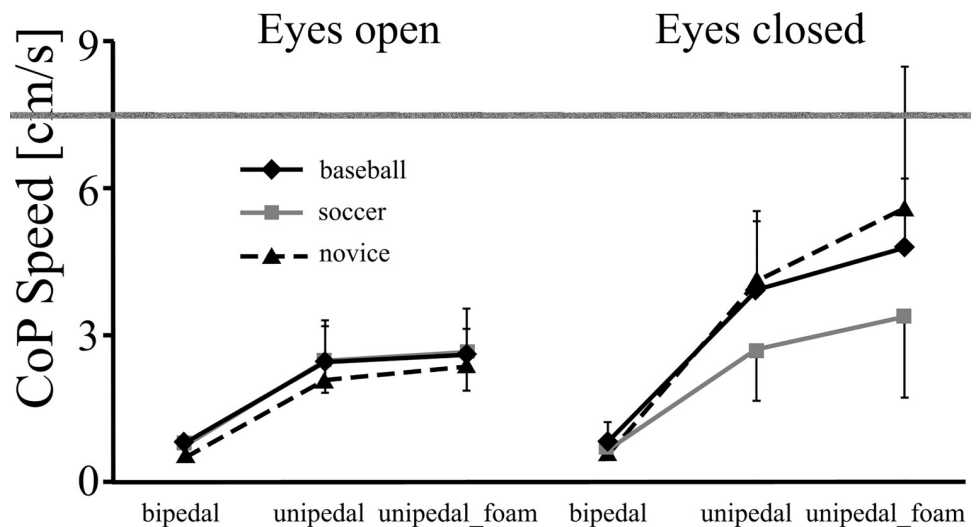 Eyes open
Eyes closed
CoP Speed [cm/s]
9
6
3
0
baseball
soccer
novice
bipedal
unipedal
unipedal_foam
bipedal
unipedal
unipedal_foam